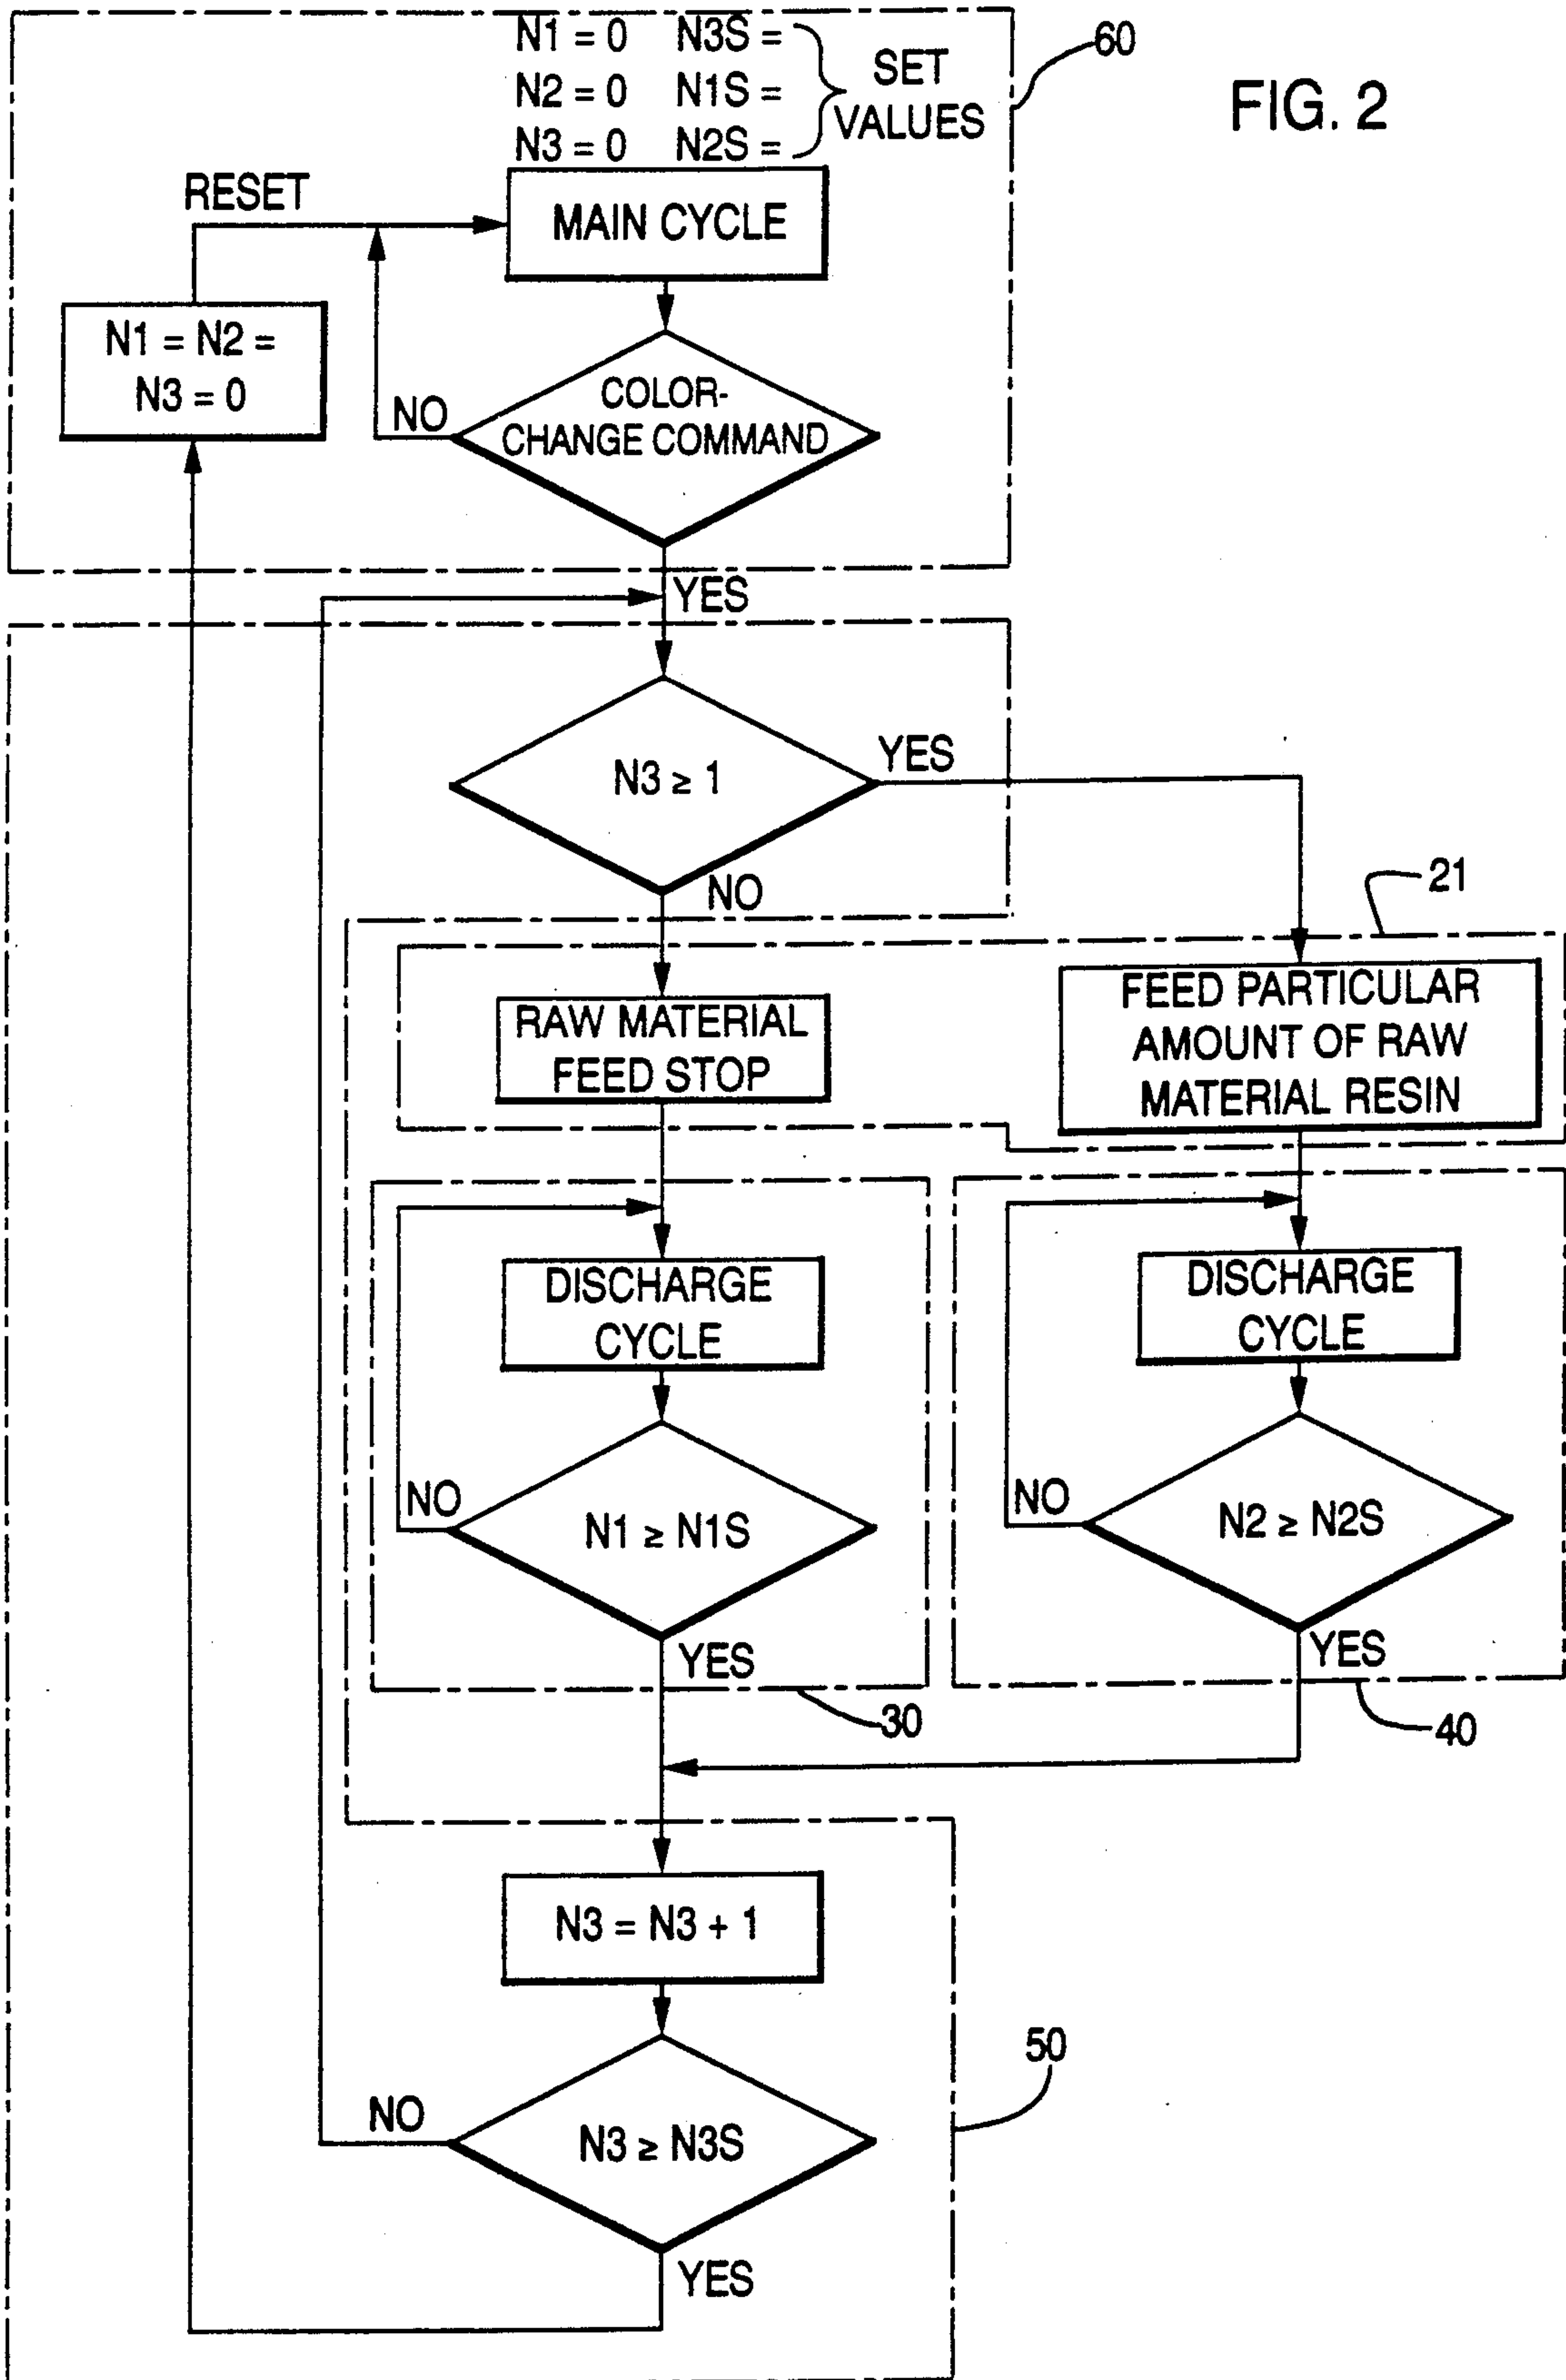 N1 = 0 N3S =
N2 = 0 N1S =
N3 = 0 N2S =
SET
VALUES
60
FIG. 2
RESET
MAIN CYCLE
N1 = N2 =
N3 = 0
NO
COLOR-
CHANGE COMMAND
YES
N3 ≥ 1
YES
NO
21
RAW MATERIAL
FEED STOP
FEED PARTICULAR
AMOUNT OF RAW
MATERIAL RESIN
DISCHARGE
CYCLE
DISCHARGE
CYCLE
NO
N1 ≥ N1S
NO
N2 ≥ N2S
YES
YES
30
40
N3 = N3 + 1
50
NO
N3 ≥ N3S
YES